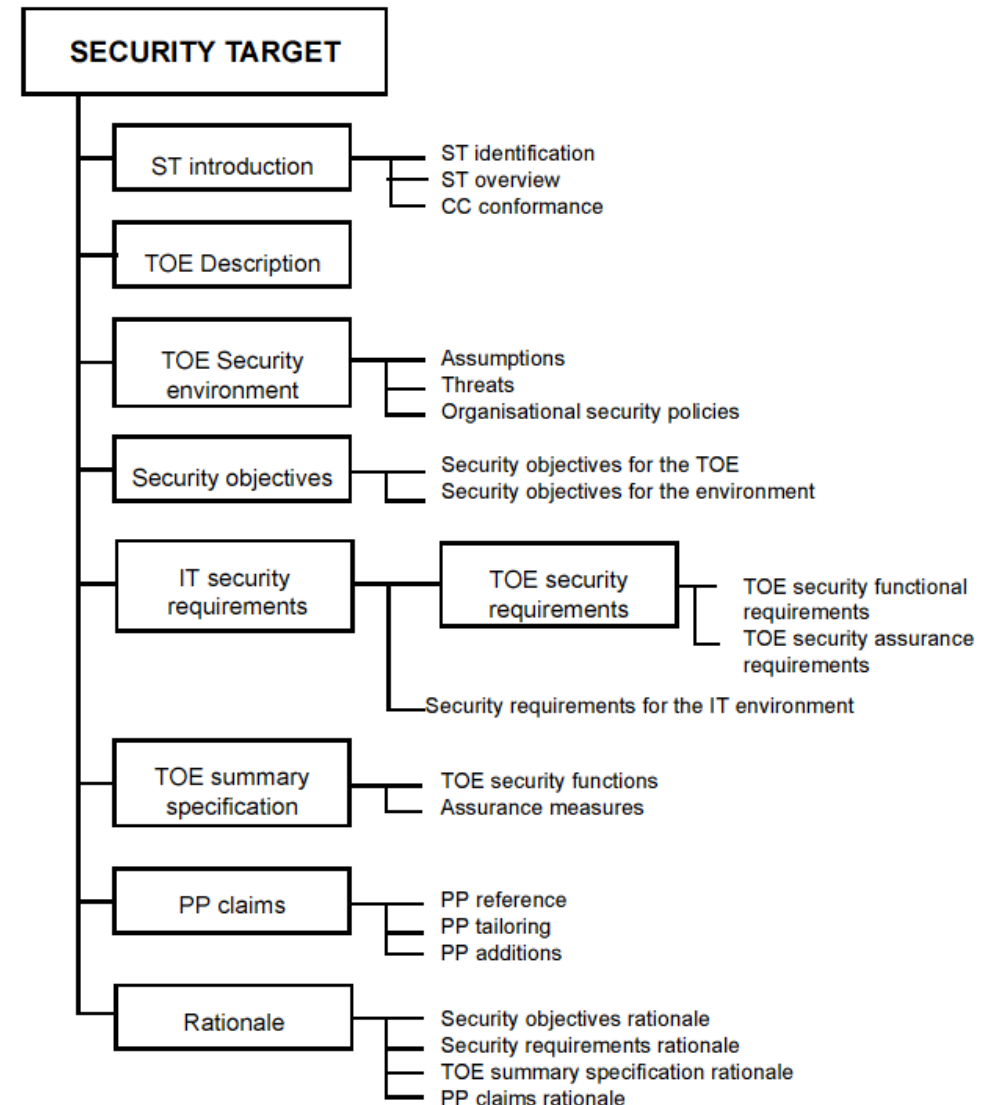 SECURITY TARGET
ST introduction
ST identification
ST overview
CC conformance
TOE Description
TOE Security
environment
Assumptions
Threats
Organisational security policies
Security objectives
Security objectives for the TOE
Security objectives for the environment
IT security
requirements
TOE security
requirements
TOE security functional
requirements
TOE security assurance
requirements
Security requirements for the IT environment
TOE summary
specification
TOE security functions
Assurance measures
PP claims
PP reference
PP tailoring
PP additions
Rationale
Security objectives rationale
Security requirements rationale
TOE summary specification rationale
PP claims rationale